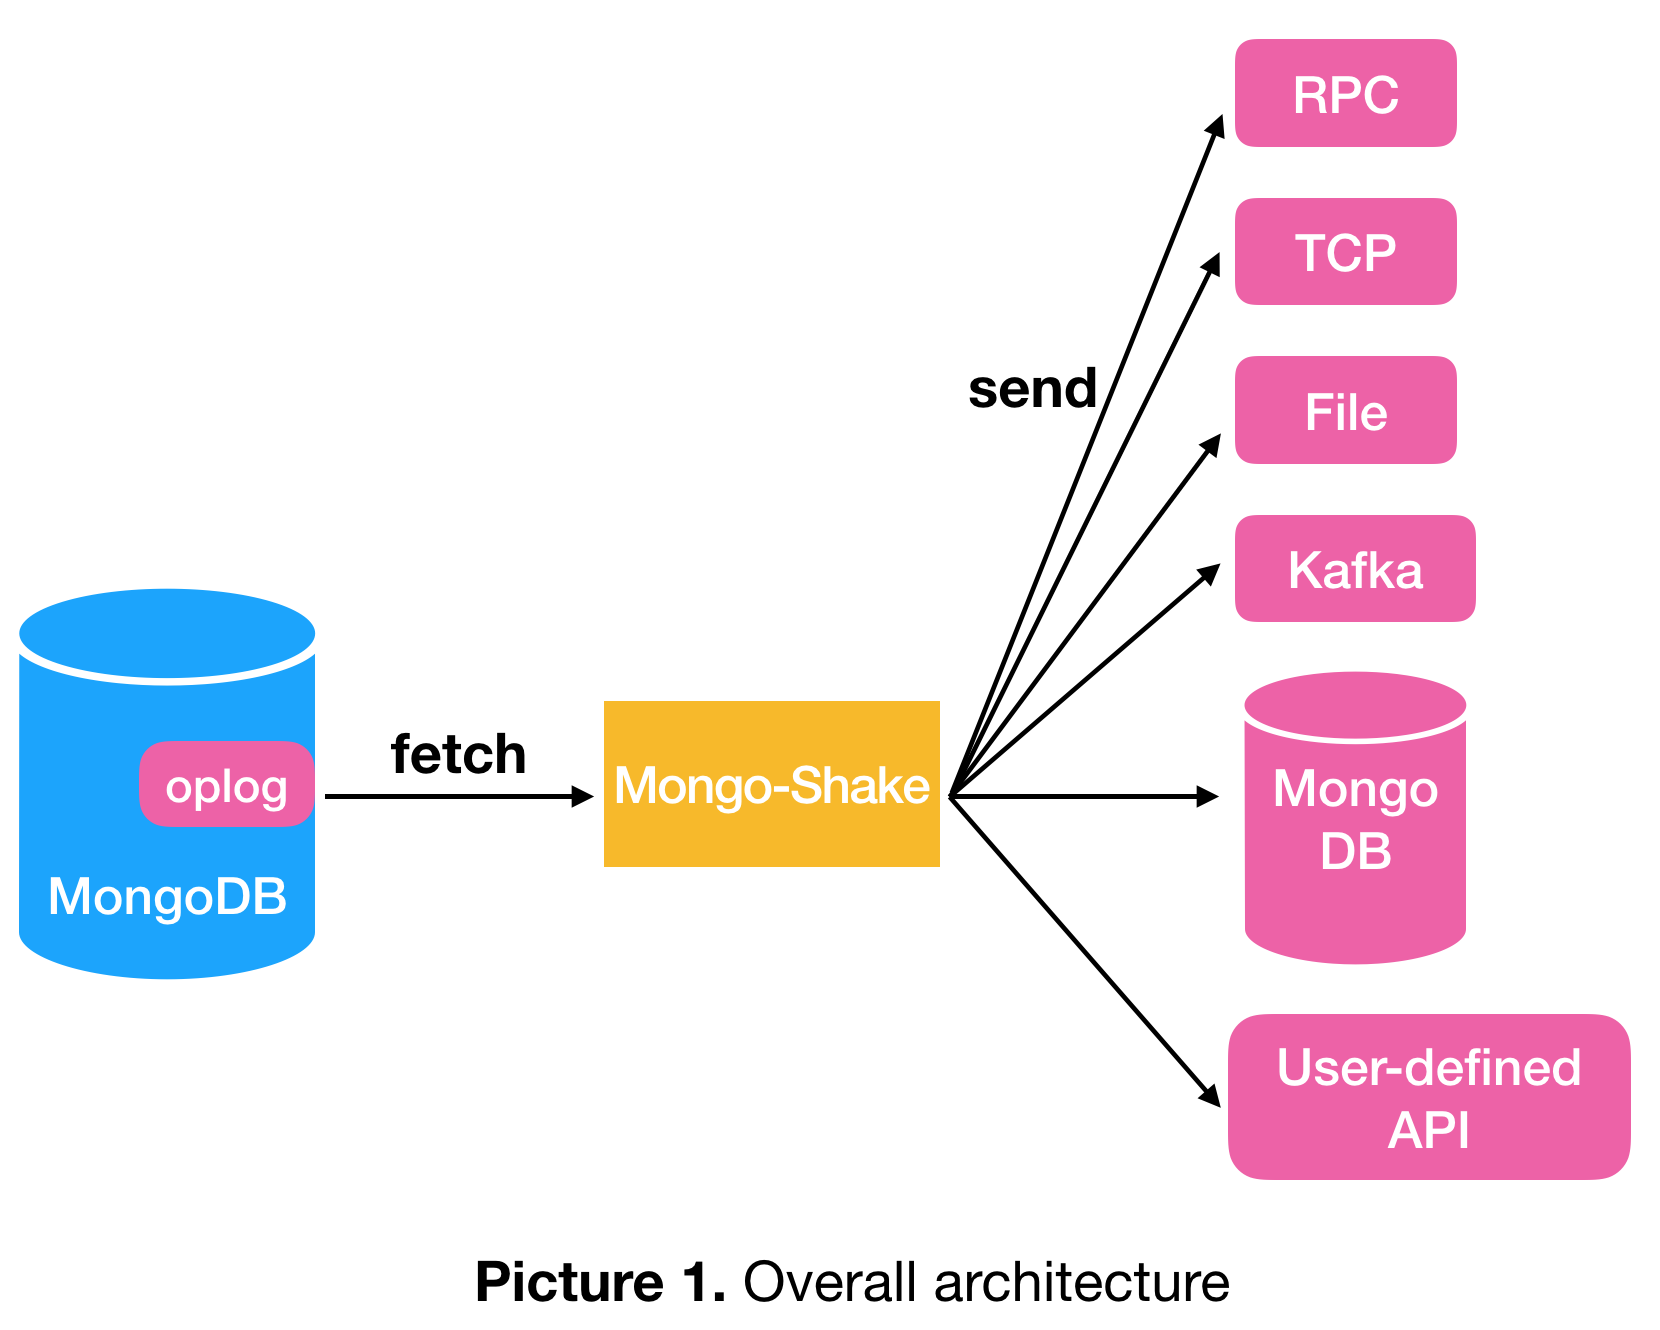 RPC
TCP
send
File
Kafka
fetch
oplog
MongoDB
Mongo-Shake
Mongo
DB
User-defined
API
Picture 1. Overall architecture